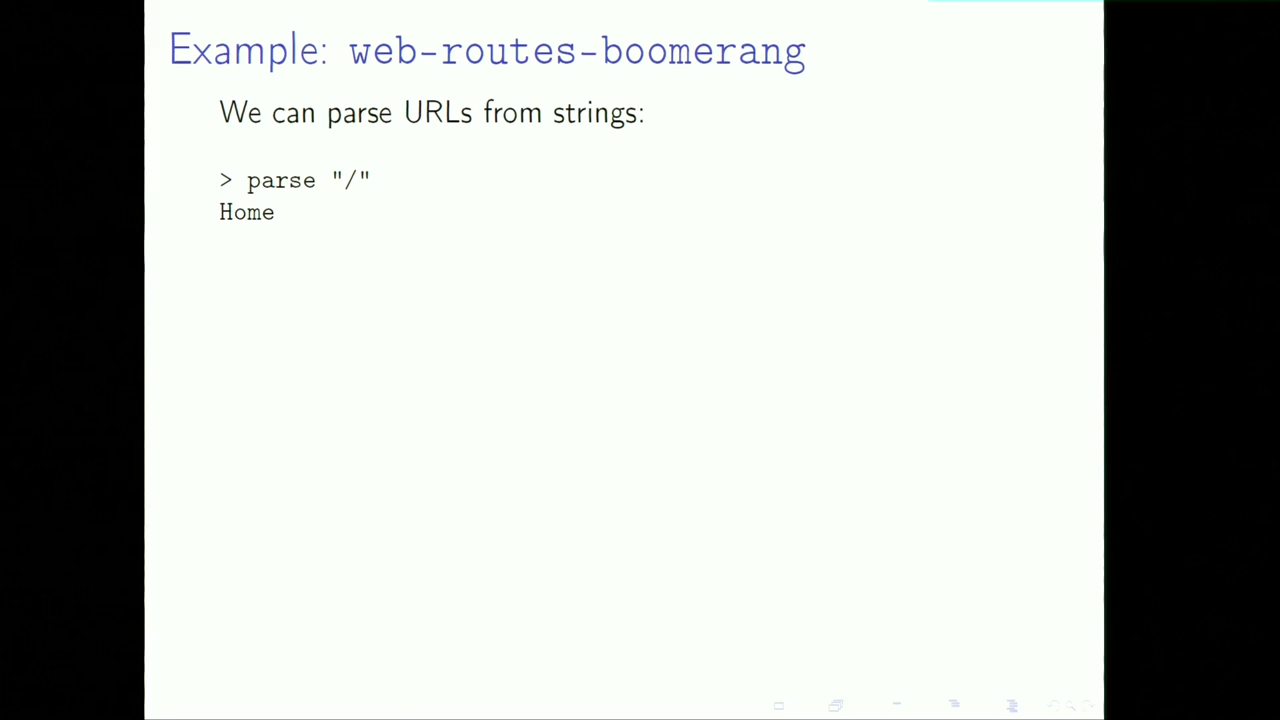 Example: web-routes-boomerang
We can parse URLs from strings:
> parse "/"
Home